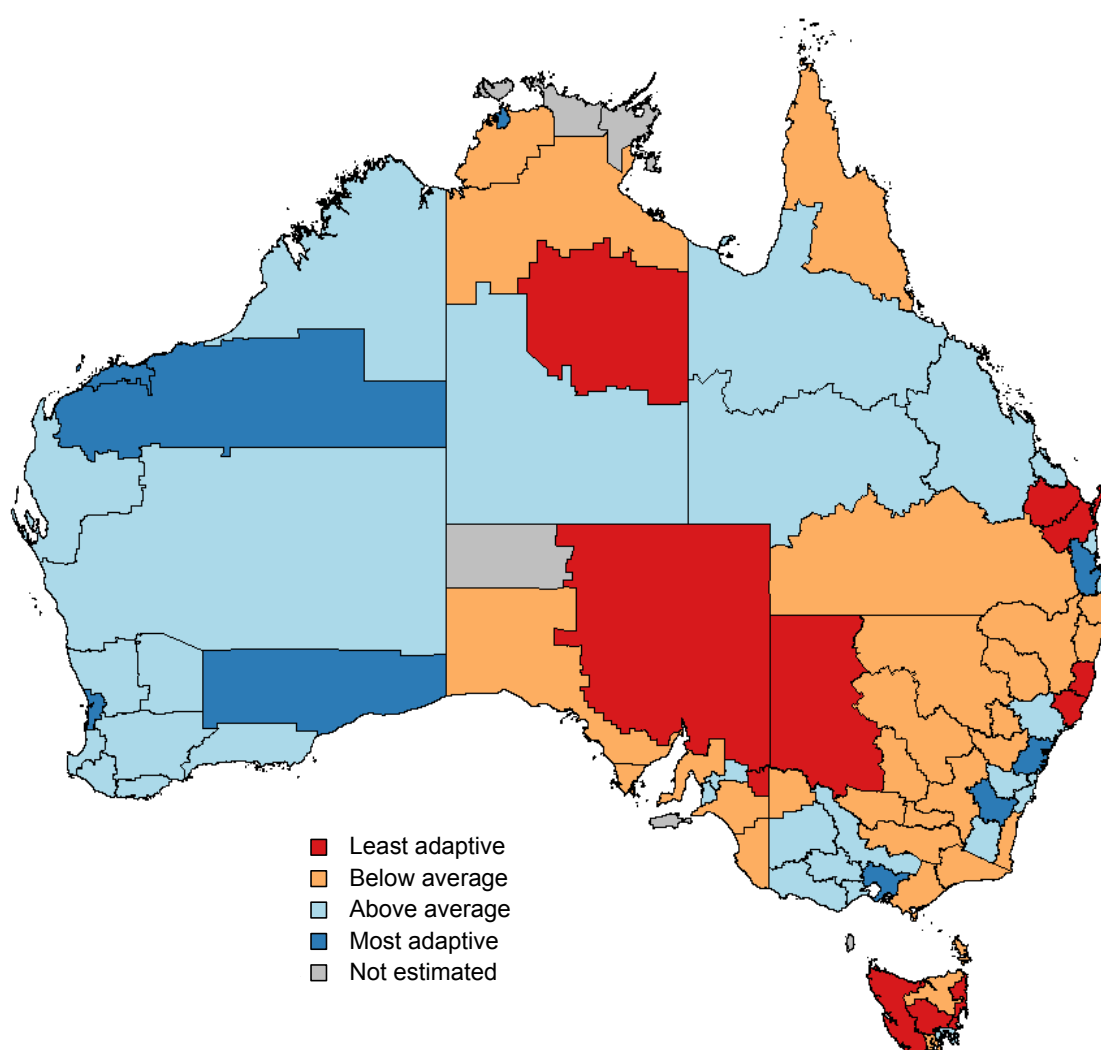 Least adaptive
Below average
Above average
Most adaptive
Not estimated